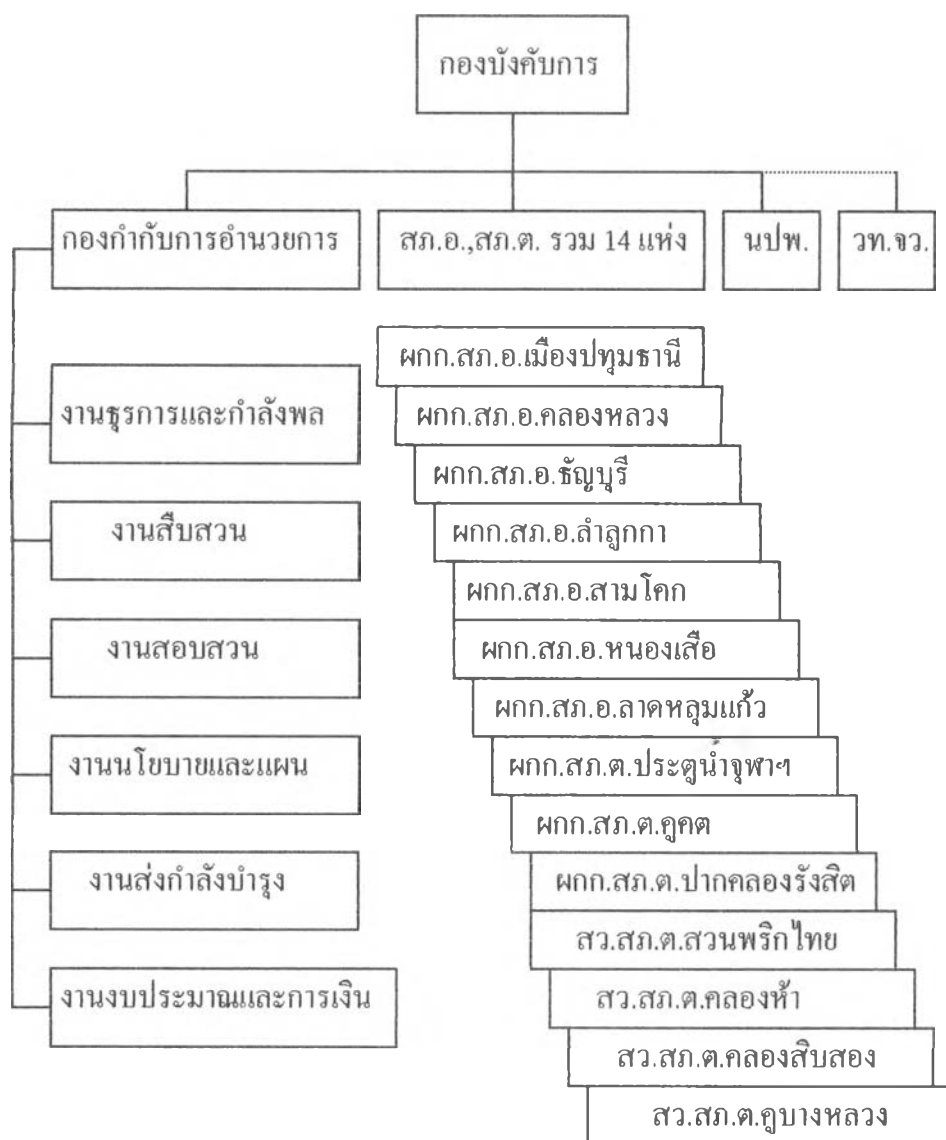 กองบังคับการ
กองกำกับการอำนวยการ
สภ.อ.,สภ.ต. รวม 14 แห่ง
นปพ.
วท.จว.
งานธุรการและกำลังพล
งานสืบสวน
งานสอบสวน
งานนโยบายและแผน
งานส่งกำลังบำรุง
งานงบประมาณและการเงิน
ผกก.สภ.อ.เมืองปทุมธานี
ผกก.สภ.อ.คลองหลวง
ผกก.สภ.อ.ธัญบุรี
ผกก.สภ.อ.ลำลูกกา
ผกก.สภ.อ.สามโคก
ผกก.สภ.อ.หนองเสือ
ผกก.สภ.อ.ลาดหลุมแก้ว
ผกก.สภ.ต.ประตูน้ำจุฬาฯ
ผกก.สภ.ต.คูคต
ผกก.สภ.ต.ปากคลองรังสิต
สว.สภ.ต.สวนพริกไทย
สว.สภ.ต.คลองห้า
สว.สภ.ต.คลองสิบสอง
สว.สภ.ต.คูบางหลวง